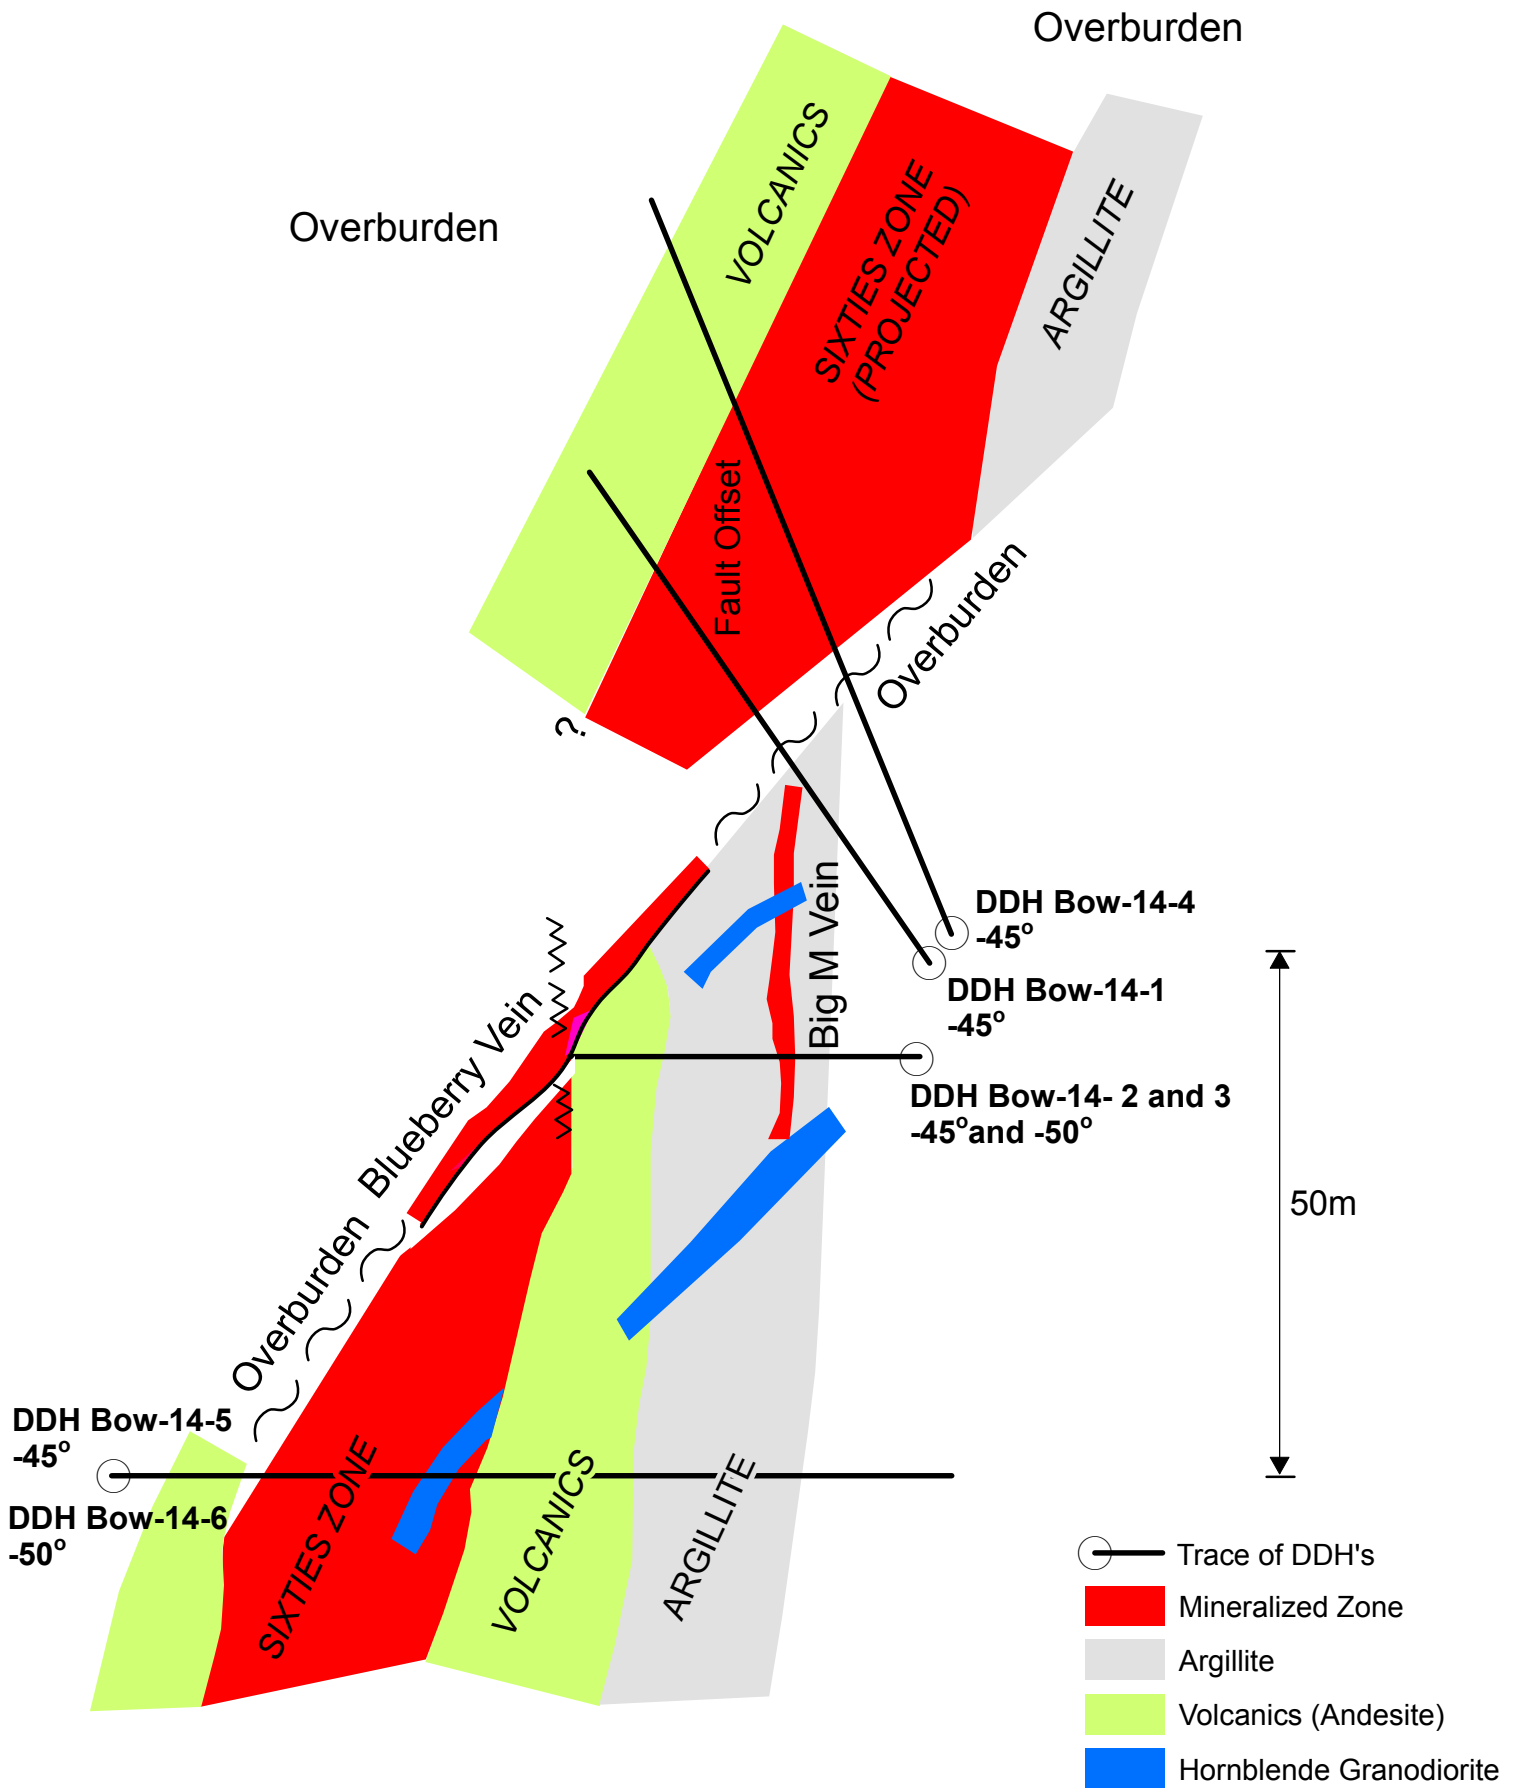 Overburden
Overburden
VOLCANICS
SIXTIES ZONE
(PROJECTED)
ARGILLITE
Fault Offset
Overburden
?
DDH Bow-14-4
-45°
DDH Bow-14-1
-45°
Big M Vein
Blueberry Vein
DDH Bow-14- 2 and 3
-45°and -50°
50m
Overburden
DDH Bow-14-5
-45°
DDH Bow-14-6
-50°
SIXTIES ZONE
VOLCANICS
ARGILLITE
Trace of DDH's
Mineralized Zone
Argillite
Volcanics (Andesite)
Hornblende Granodiorite